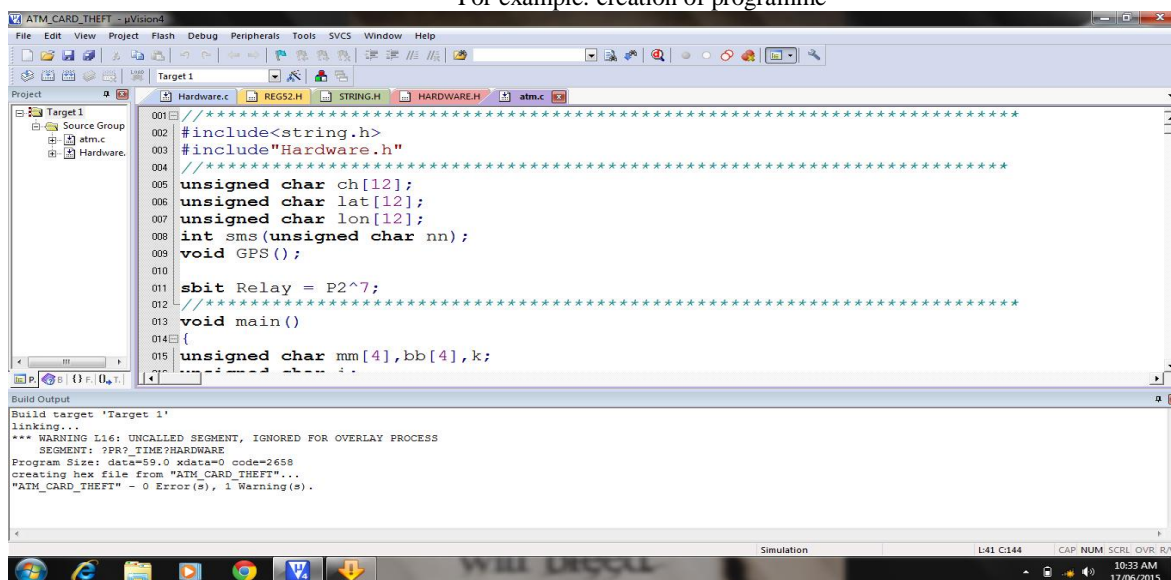 For example: creation of programme
ATM_CARD_THEFT - µVision4
File Edit View Project Flash Debug Peripherals Tools SVCS Window Help
Target 1
Project
Hardware.c REG52.H STRING.H HARDWARE.H atm.c
Target 1
Source Group
atm.c
Hardware.
001 //**************************************************************************
002 #include<string.h>
003 #include"Hardware.h"
004 //*************************************************************************
005 unsigned char ch[12];
006 unsigned char lat[12];
007 unsigned char lon[12];
008 int sms(unsigned char nn);
009 void GPS();
010
011 sbit Relay = P2^7;
012 //**************************************************************************
013 void main()
014 {
015 unsigned char mm[4],bb[4],k;
P. B {} F. 0 T.
Build Output
Build target 'Target 1'
linking...
*** WARNING L16: UNCALLED SEGMENT, IGNORED FOR OVERLAY PROCESS
SEGMENT: ?PR?_TIME?HARDWARE
Program Size: data=59.0 xdata=0 code=2658
creating hex file from "ATM_CARD_THEFT"...
"ATM_CARD_THEFT" - 0 Error(s), 1 Warning(s).
Simulation L:41 C:144 CAP NUM SCRL OVR R/
10:33 AM
17/06/2015